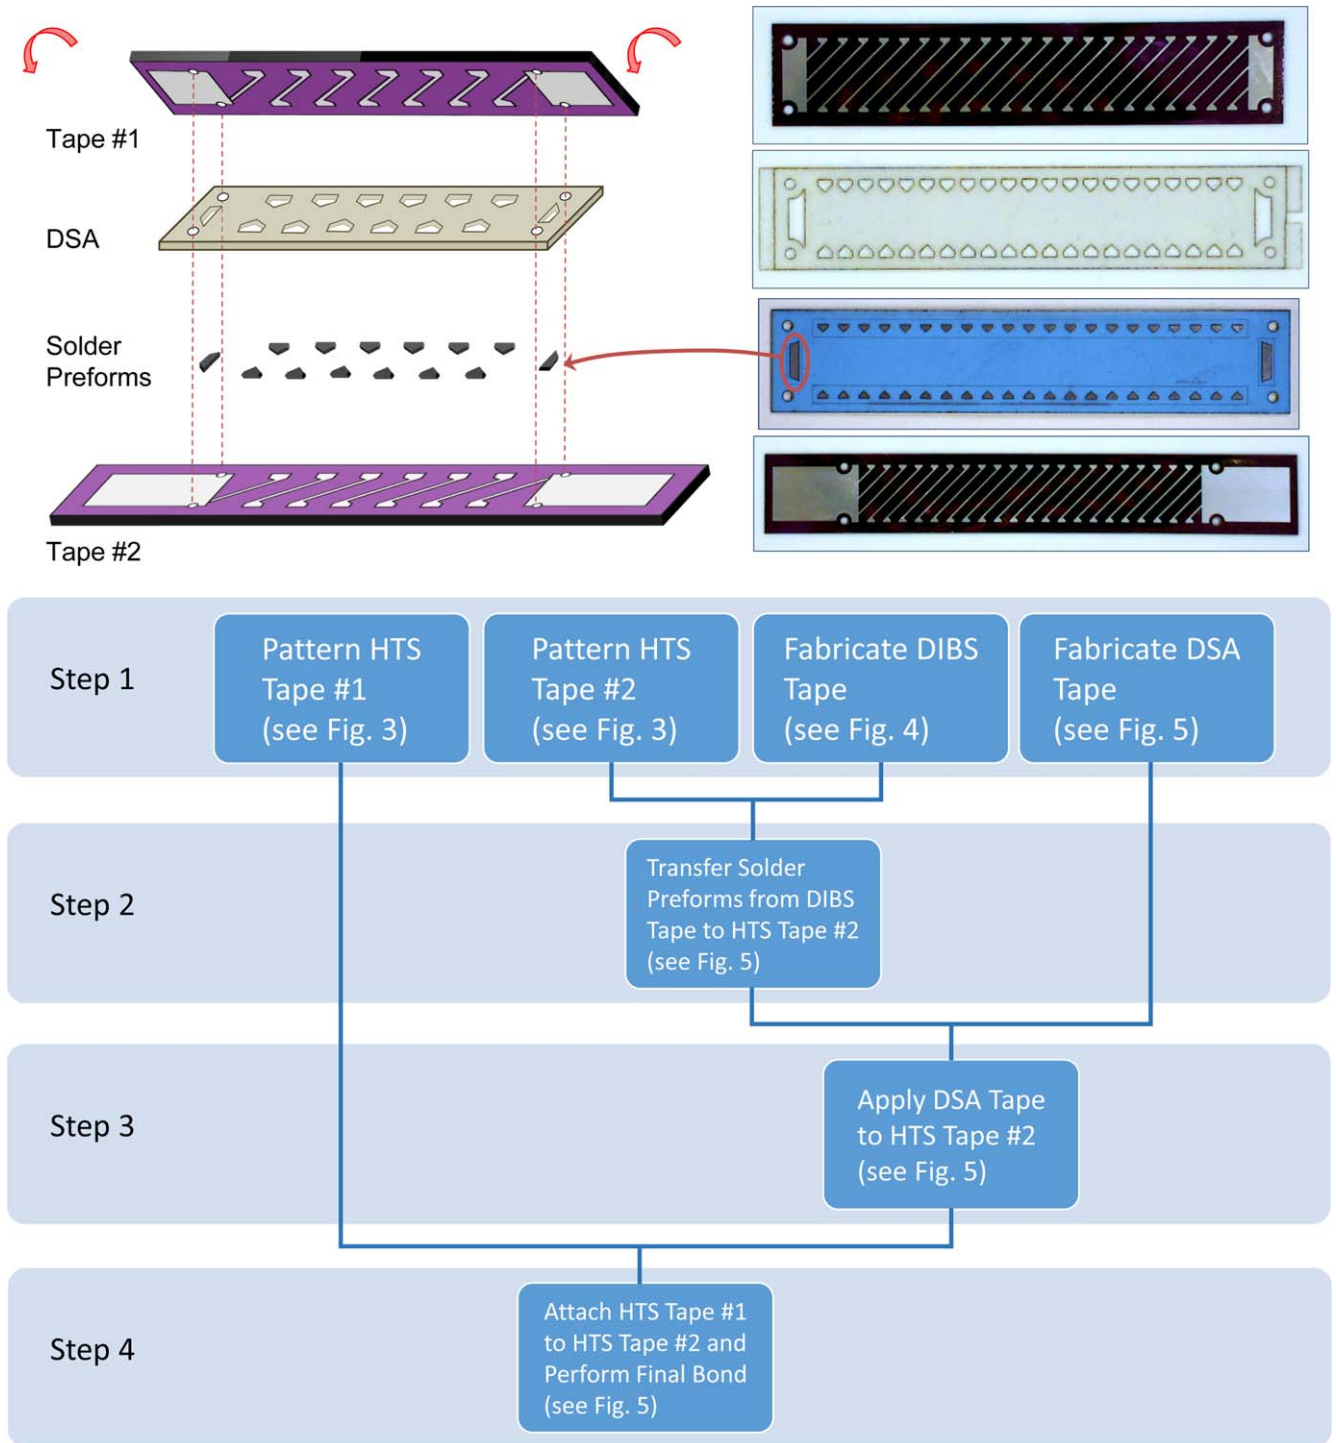 Tape #1
DSA
Solder
Preforms
Tape #2
Step 1
Pattern HTS
Tape #1
(see Fig. 3)
Pattern HTS
Tape #2
(see Fig. 3)
Fabricate DIBS
Tape
(see Fig. 4)
Fabricate DSA
Tape
(see Fig. 5)
Step 2
Transfer Solder
Preforms from DIBS
Tape to HTS Tape #2
(see Fig. 5)
Step 3
Apply DSA Tape
to HTS Tape #2
(see Fig. 5)
Step 4
Attach HTS Tape #1
to HTS Tape #2 and
Perform Final Bond
(see Fig. 5)